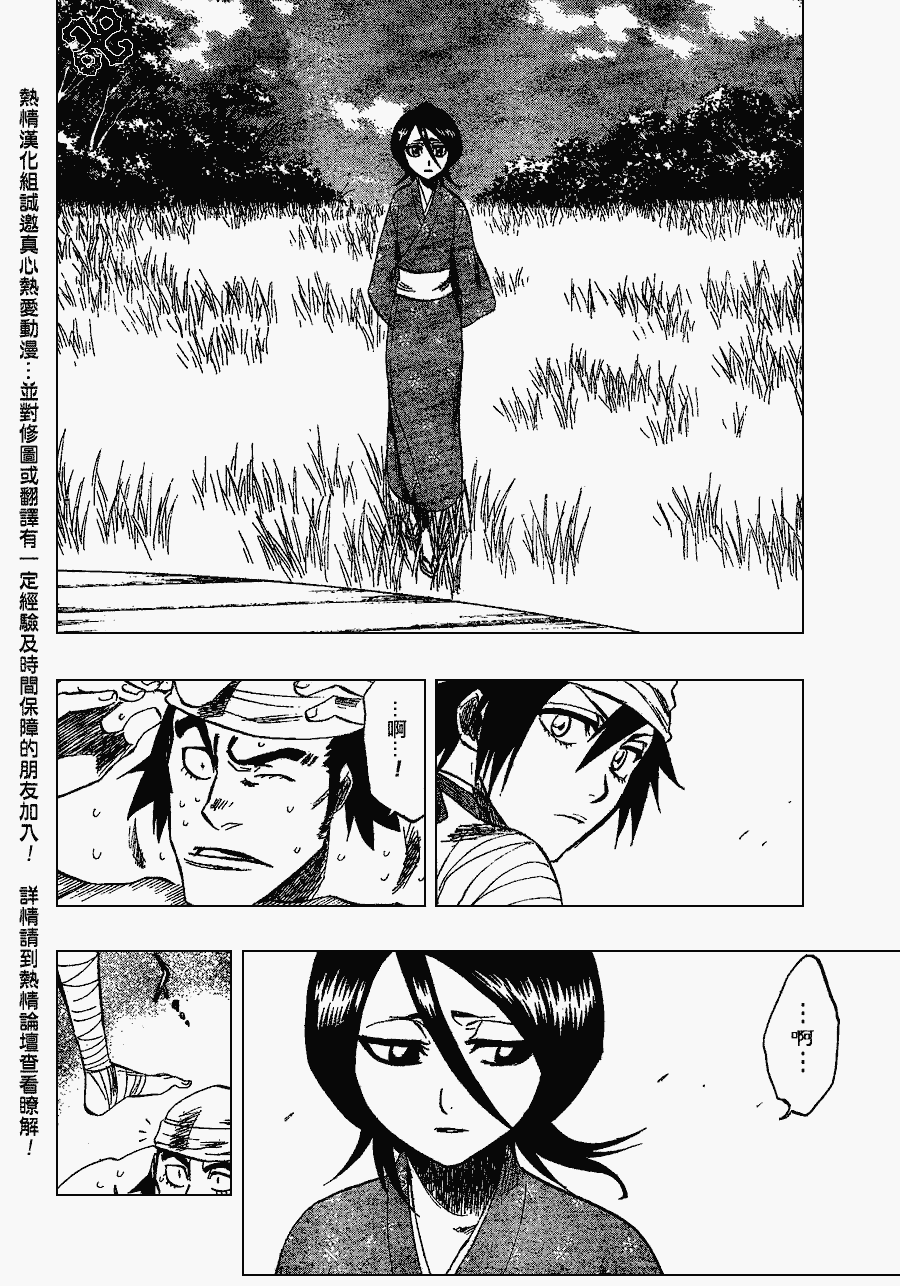 熱情漢化組誠邀真心熱愛動漫…並對修圖或翻譯有一定經驗及時間保障的朋友加入！　詳情請到熱情論壇查看瞭解！
…啊…！
…啊…